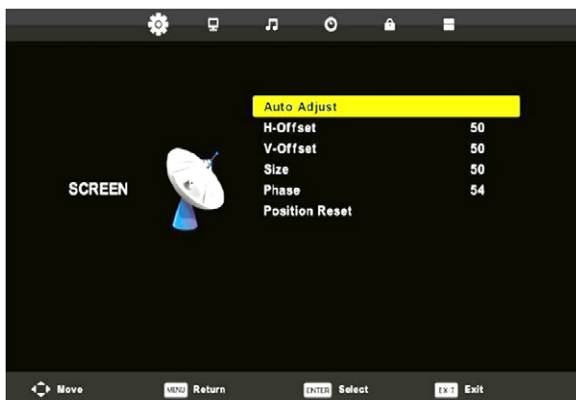 Auto Adjust
H-Offset 50
V-Offset 50
Size 50
SCREEN
Phase 54
Position Reset
Move MENU Return ENTER Select EXIT Exit